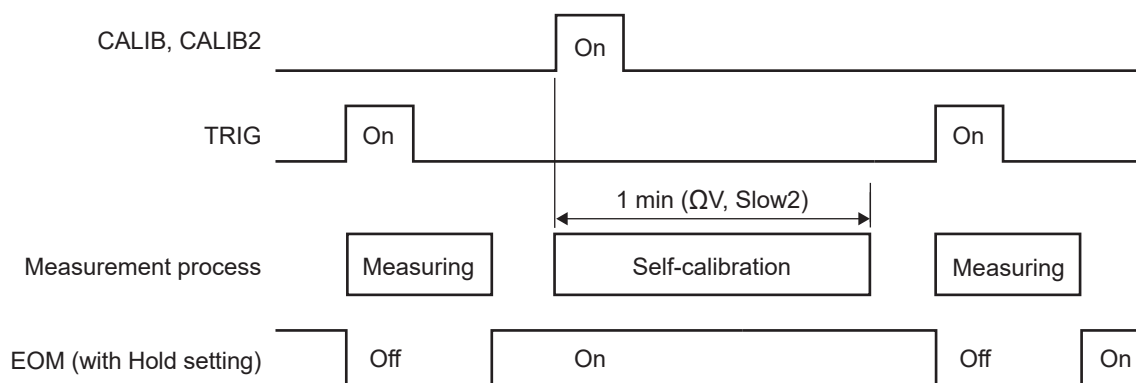 CALIB, CALIB2
On
TRIG
On
On
1 min (ΩV, Slow2)
Measurement process
Measuring
Self-calibration
Measuring
EOM (with Hold setting)
Off
On
Off
On